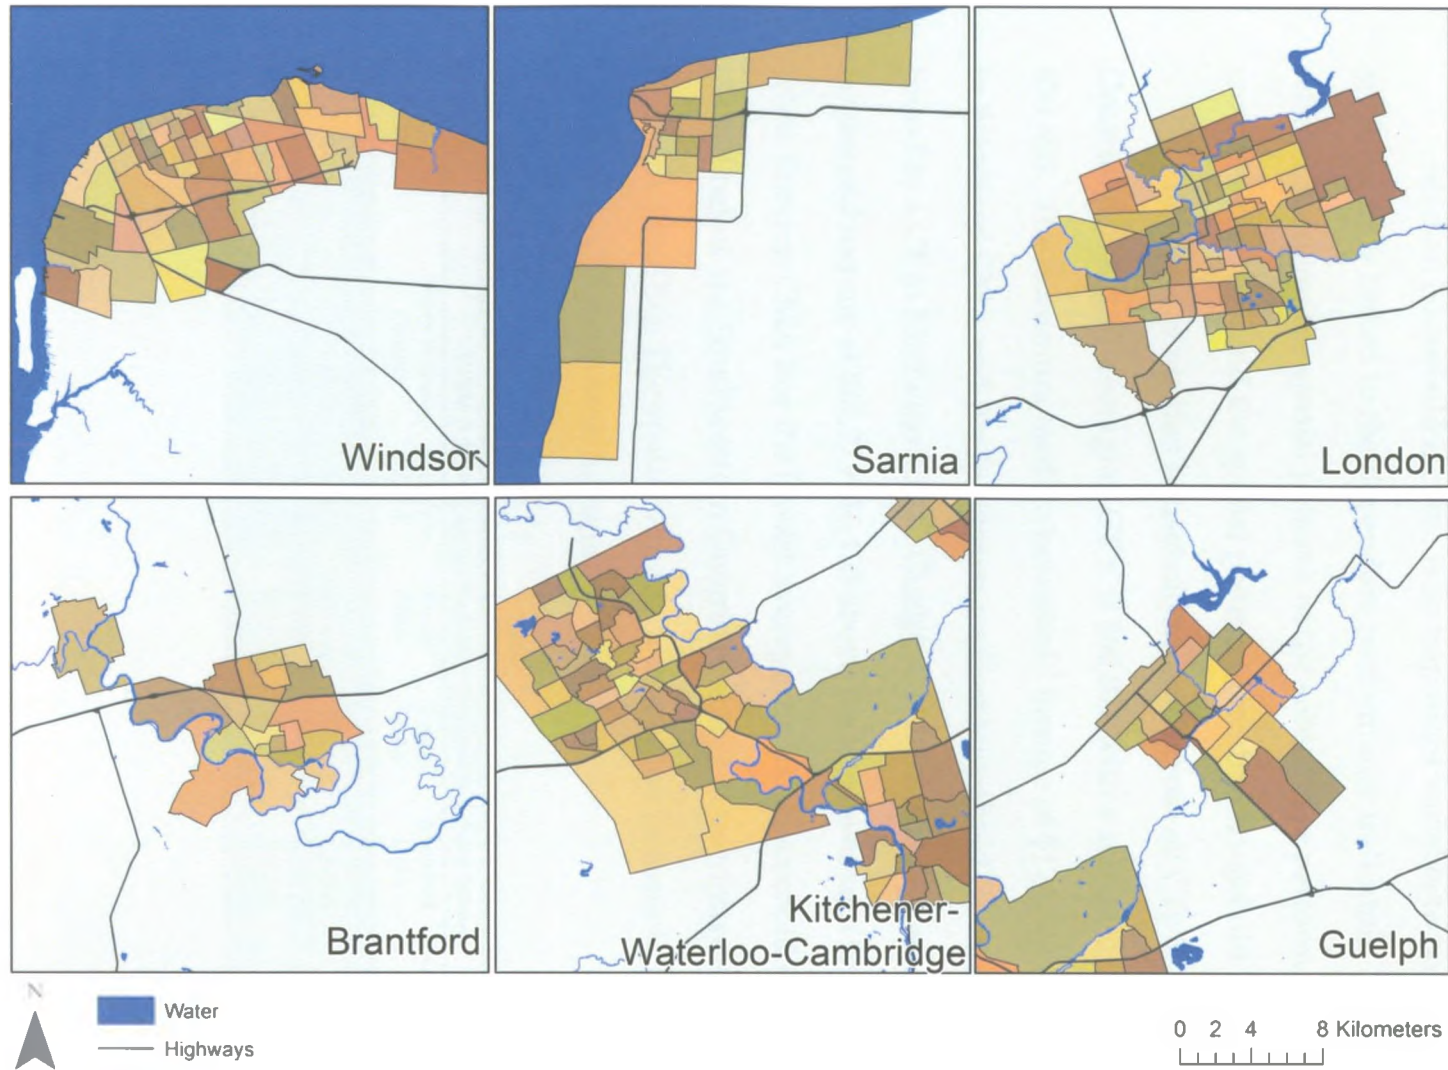 Windsor
Sarnia
London
Brantford
Kitchener-
Waterloo-Cambridge
Guelph
N
Water
Highways
0 2 4 8 Kilometers